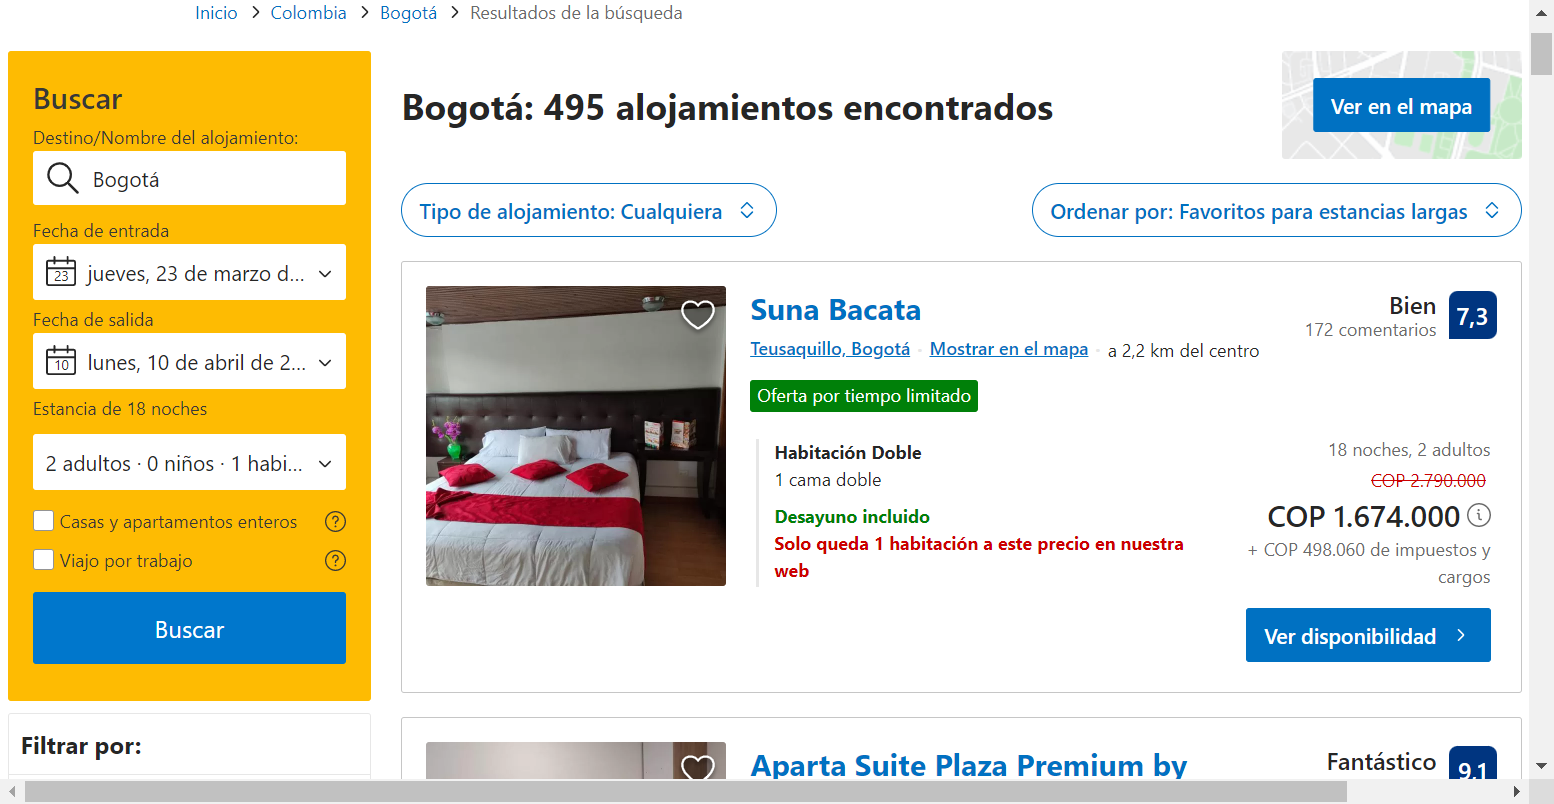 Inicio > Colombia > Bogotá > Resultados de la búsqueda
Buscar
Destino/Nombre del alojamiento:
Bogotá
Fecha de entrada
23
jueves, 23 de marzo d...
Fecha de salida
10
lunes, 10 de abril de 2...
Estancia de 18 noches
2 adultos · 0 niños · 1 habi...
Casas y apartamentos enteros
Viajo por trabajo
Buscar
Filtrar por:
Bogotá: 495 alojamientos encontrados
Ver en el mapa
Tipo de alojamiento: Cualquiera
Ordenar por: Favoritos para estancias largas
Suna Bacata
Teusaquillo, Bogotá
Mostrar en el mapa
a 2,2 km del centro
Bien
172 comentarios
7,3
Oferta por tiempo limitado
Habitación Doble
1 cama doble
Desayuno incluido
Solo queda 1 habitación a este precio en nuestra
web
18 noches, 2 adultos
COP 2.790.000
COP 1.674.000
+ COP 498.060 de impuestos y
cargos
Ver disponibilidad
Aparta Suite Plaza Premium by
Fantástico
9,1